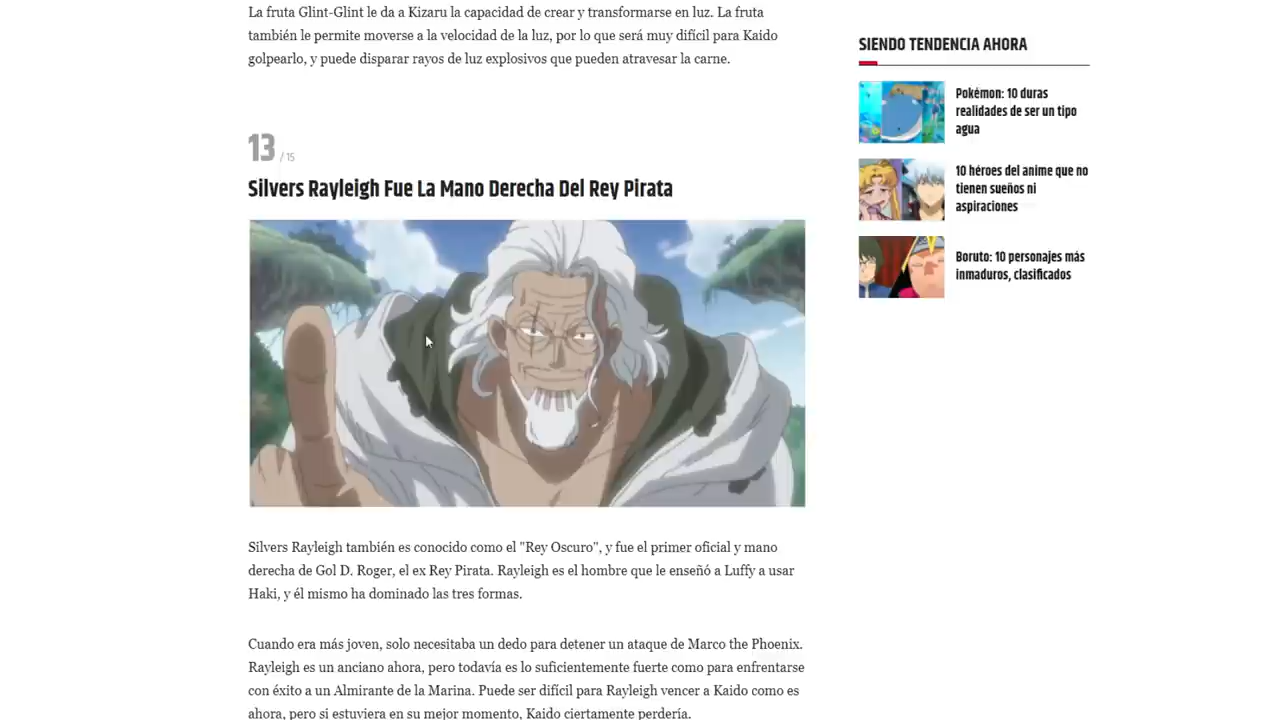 La fruta Glint-Glint le da a Kizaru la capacidad de crear y transformarse en luz. La fruta
también le permite moverse a la velocidad de la luz, por lo que será muy difícil para Kaido
golpearlo, y puede disparar rayos de luz explosivos que pueden atravesar la carne.
13 / 15
Silvers Rayleigh Fue La Mano Derecha Del Rey Pirata
Silvers Rayleigh también es conocido como el "Rey Oscuro", y fue el primer oficial y mano
derecha de Gol D. Roger, el ex Rey Pirata. Rayleigh es el hombre que le enseñó a Luffy a usar
Haki, y él mismo ha dominado las tres formas.
Cuando era más joven, solo necesitaba un dedo para detener un ataque de Marco the Phoenix.
Rayleigh es un anciano ahora, pero todavía es lo suficientemente fuerte como para enfrentarse
con éxito a un Almirante de la Marina. Puede ser difícil para Rayleigh vencer a Kaido como es
ahora, pero si estuviera en su mejor momento, Kaido ciertamente perdería.
SIENDO TENDENCIA AHORA
Pokémon: 10 duras
realidades de ser un tipo
agua
10 héroes del anime que no
tienen sueños ni
aspiraciones
Boruto: 10 personajes más
inmaduros, clasificados